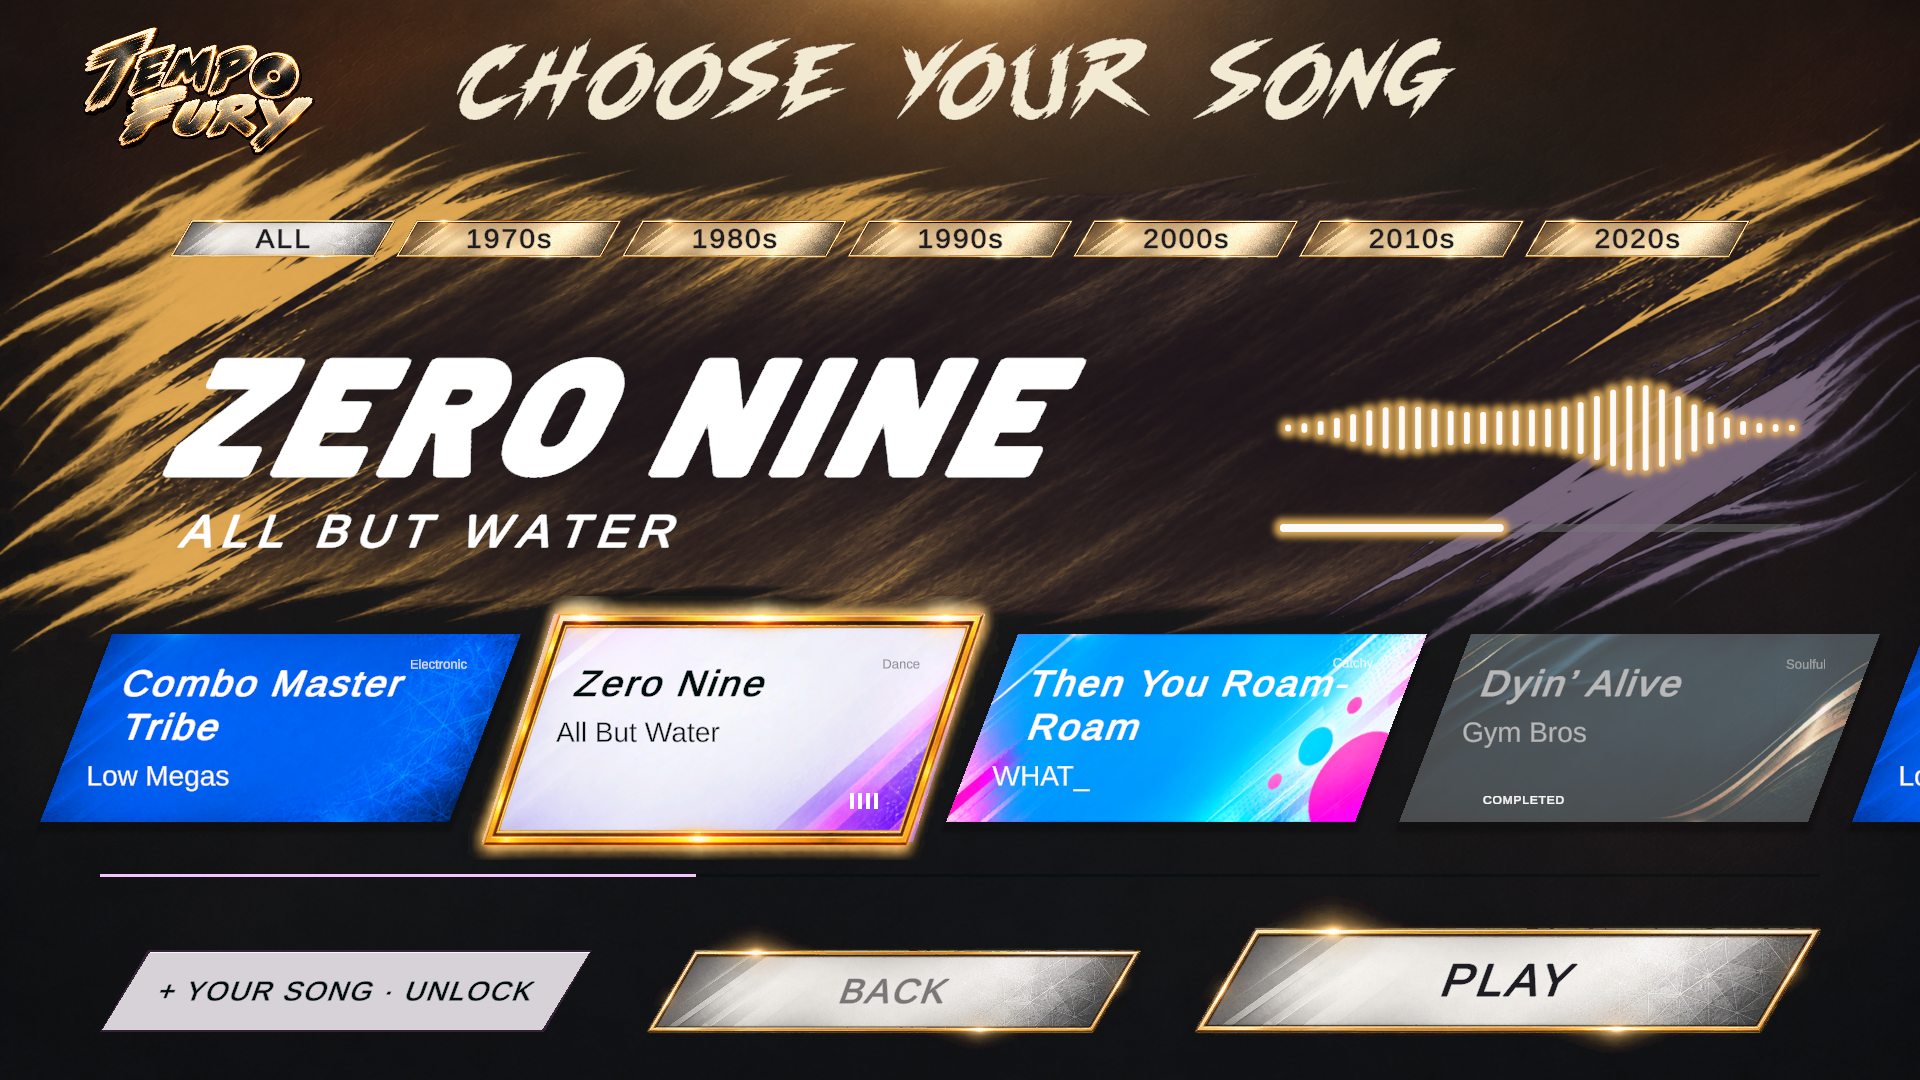 TEMPO
FURY
CHOOSE YOUR SONG
ALL
1970s
1980s
1990s
2000s
2010s
2020s
ZERO NINE
ALL BUT WATER
Electronic
Combo Master
Tribe
Low Megas
Dance
Zero Nine
All But Water
Catchy
Then You Roam-
Roam
WHAT_
Soulful
Dyin’ Alive
Gym Bros
COMPLETED
+ YOUR SONG · UNLOCK
BACK
PLAY